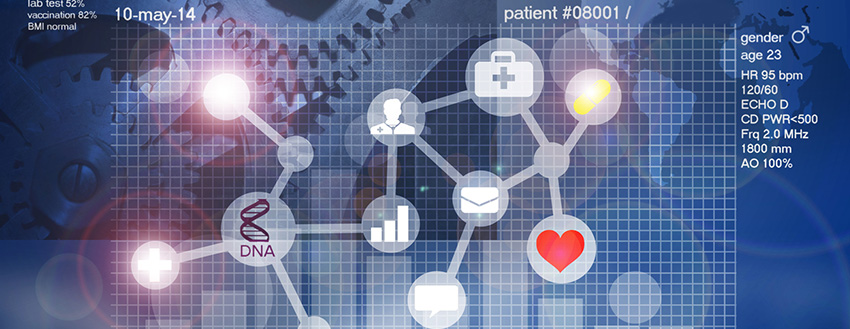 lab test 52%
vaccination 82%
BMI normal
10-may-14
patient #08001 /
gender ♂
age 23
HR 95 bpm
120/60
ECHO D
CD PWR<500
Frq 2.0 MHz
1800 mm
AO 100%
DNA